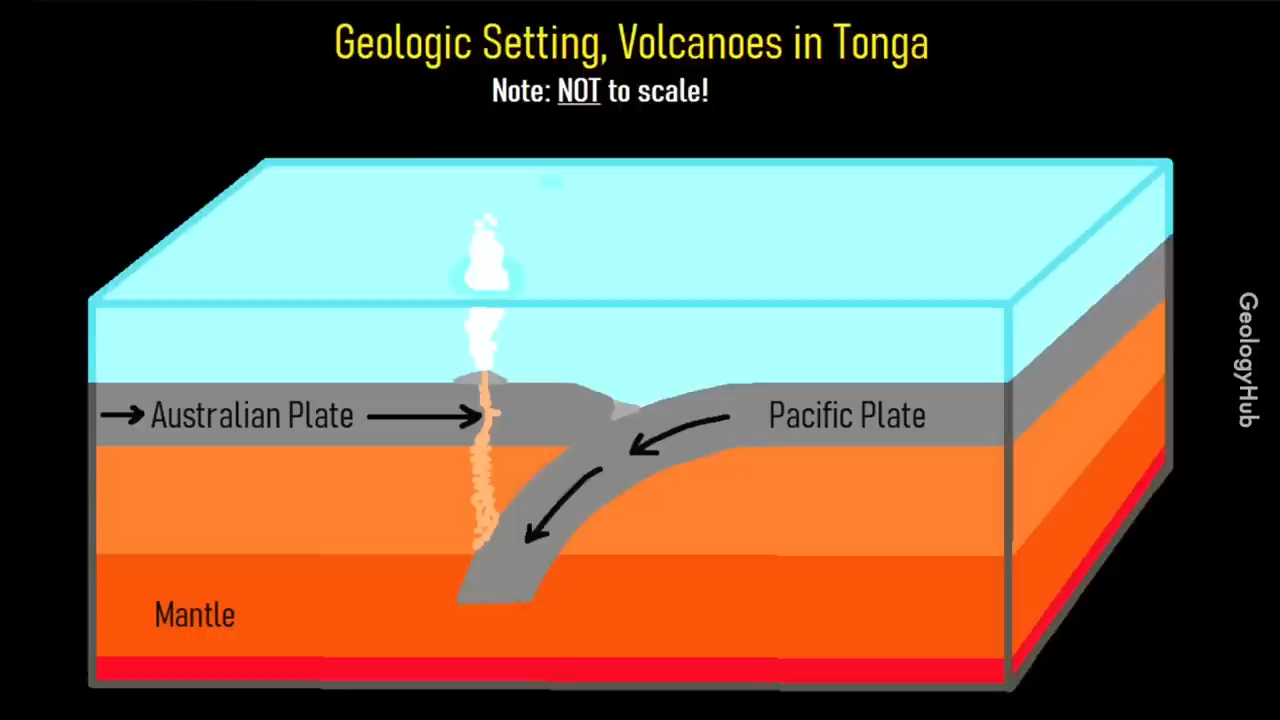 Geologic Setting, Volcanoes in Tonga
Note: NOT to scale!
Australian Plate
Pacific Plate
Mantle
GeologyHub